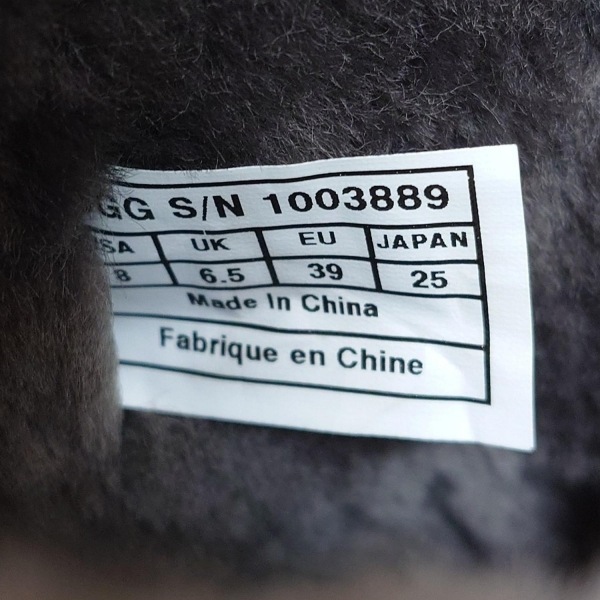 GG S/N 1003889
SA UK EU JAPAN
8 6.5 39 25
Made In China
Fabrique en Chine